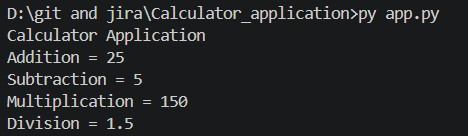 D:\git and jira\Calculator_application>py app.py
Calculator Application
Addition = 25
Subtraction = 5
Multiplication = 150
Division = 1.5